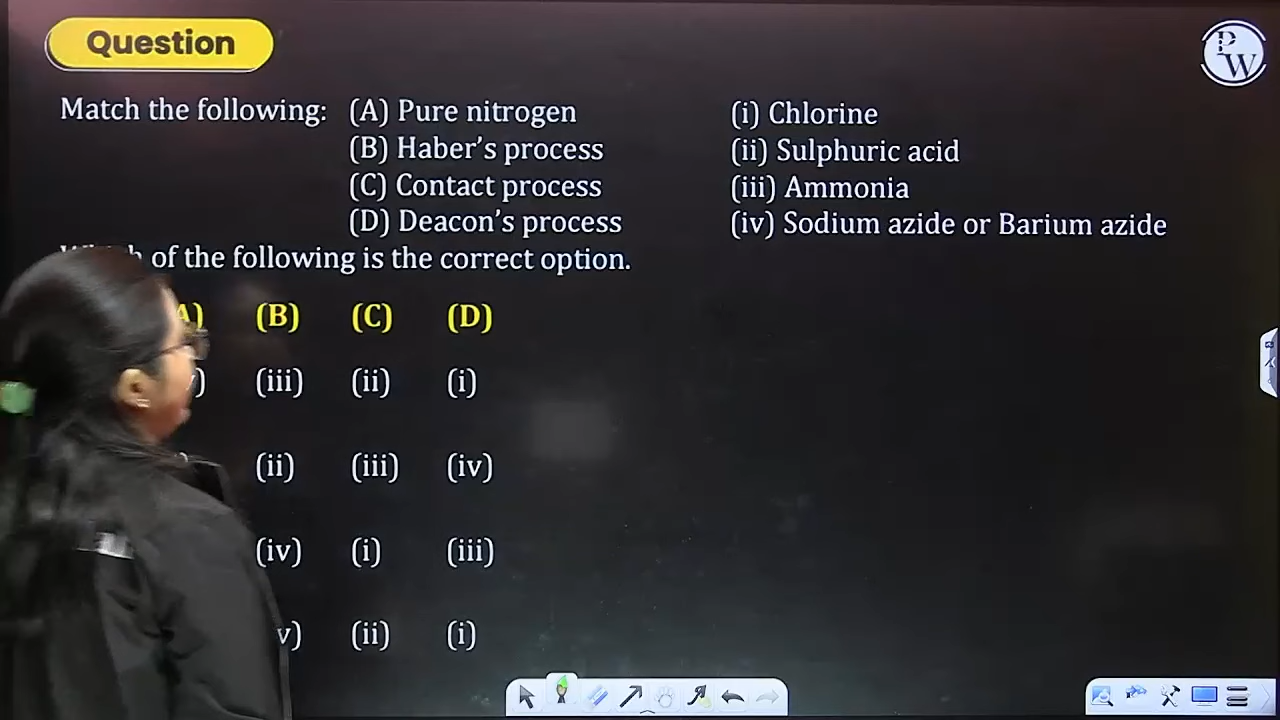 Question
PW
Match the following: (A) Pure nitrogen (i) Chlorine
(B) Haber's process (ii) Sulphuric acid
(C) Contact process (iii) Ammonia
(D) Deacon's process (iv) Sodium azide or Barium azide
of the following is the correct option.
(B) (C) (D)
(iii) (ii) (i)
(ii) (iii) (iv)
(iv) (i) (iii)
(ii) (i)